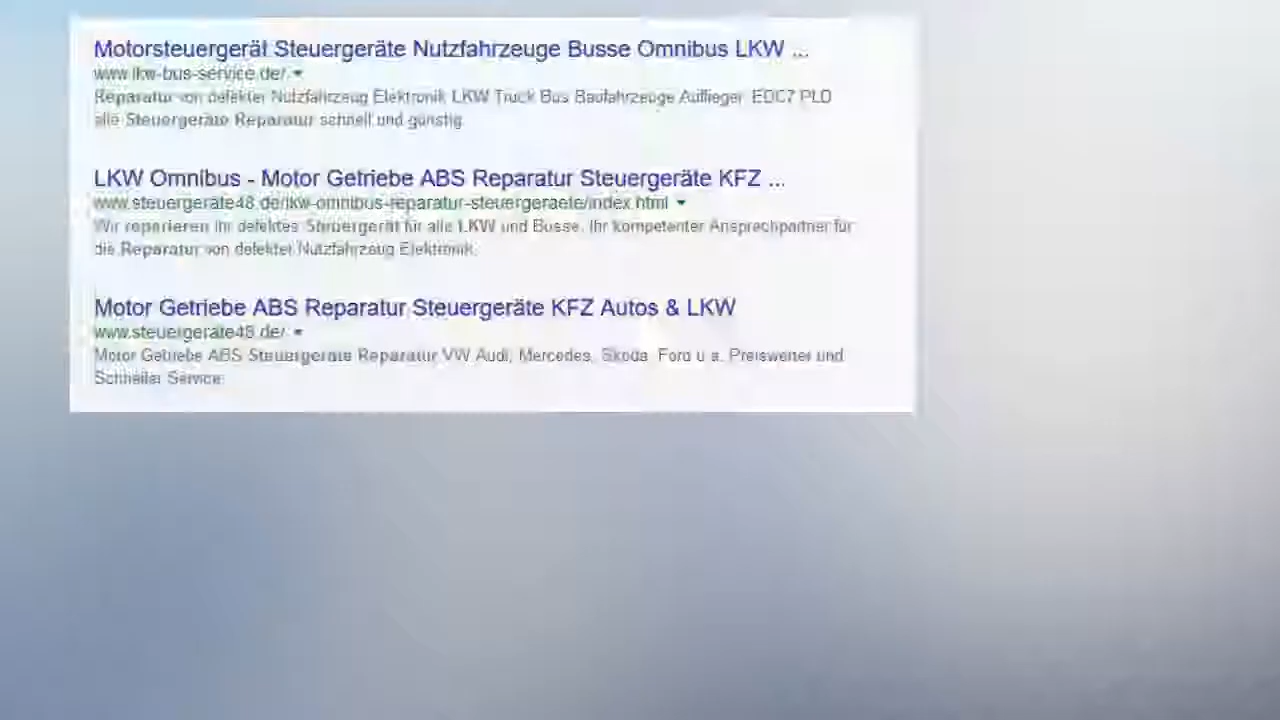 Motorsteuergerät Steuergeräte Nutzfahrzeuge Busse Omnibus LKW ...
www.lkw-bus-service.de/
Reparatur von defekter Nutzfahrzeug Elektronik LKW Truck Bus Baufahrzeuge Auflieger. EDC7 PLD
alle Steuergeräte Reparatur schnell und günstig.
LKW Omnibus - Motor Getriebe ABS Reparatur Steuergeräte KFZ ...
www.steuergerate48.de/lkw-omnibus-reparatur-steuergeraete/index.html
Wir reparieren Ihr defektes Steuergerät für alle LKW und Busse. Ihr kompetenter Ansprechpartner für
die Reparatur von defekter Nutzfahrzeug Elektronik.
Motor Getriebe ABS Reparatur Steuergeräte KFZ Autos & LKW
www.steuergerate48.de/
Motor Getriebe ABS Steuergeräte Reparatur VW Audi, Mercedes, Skoda, Ford u.a. Preiswerter und
Schneller Service.